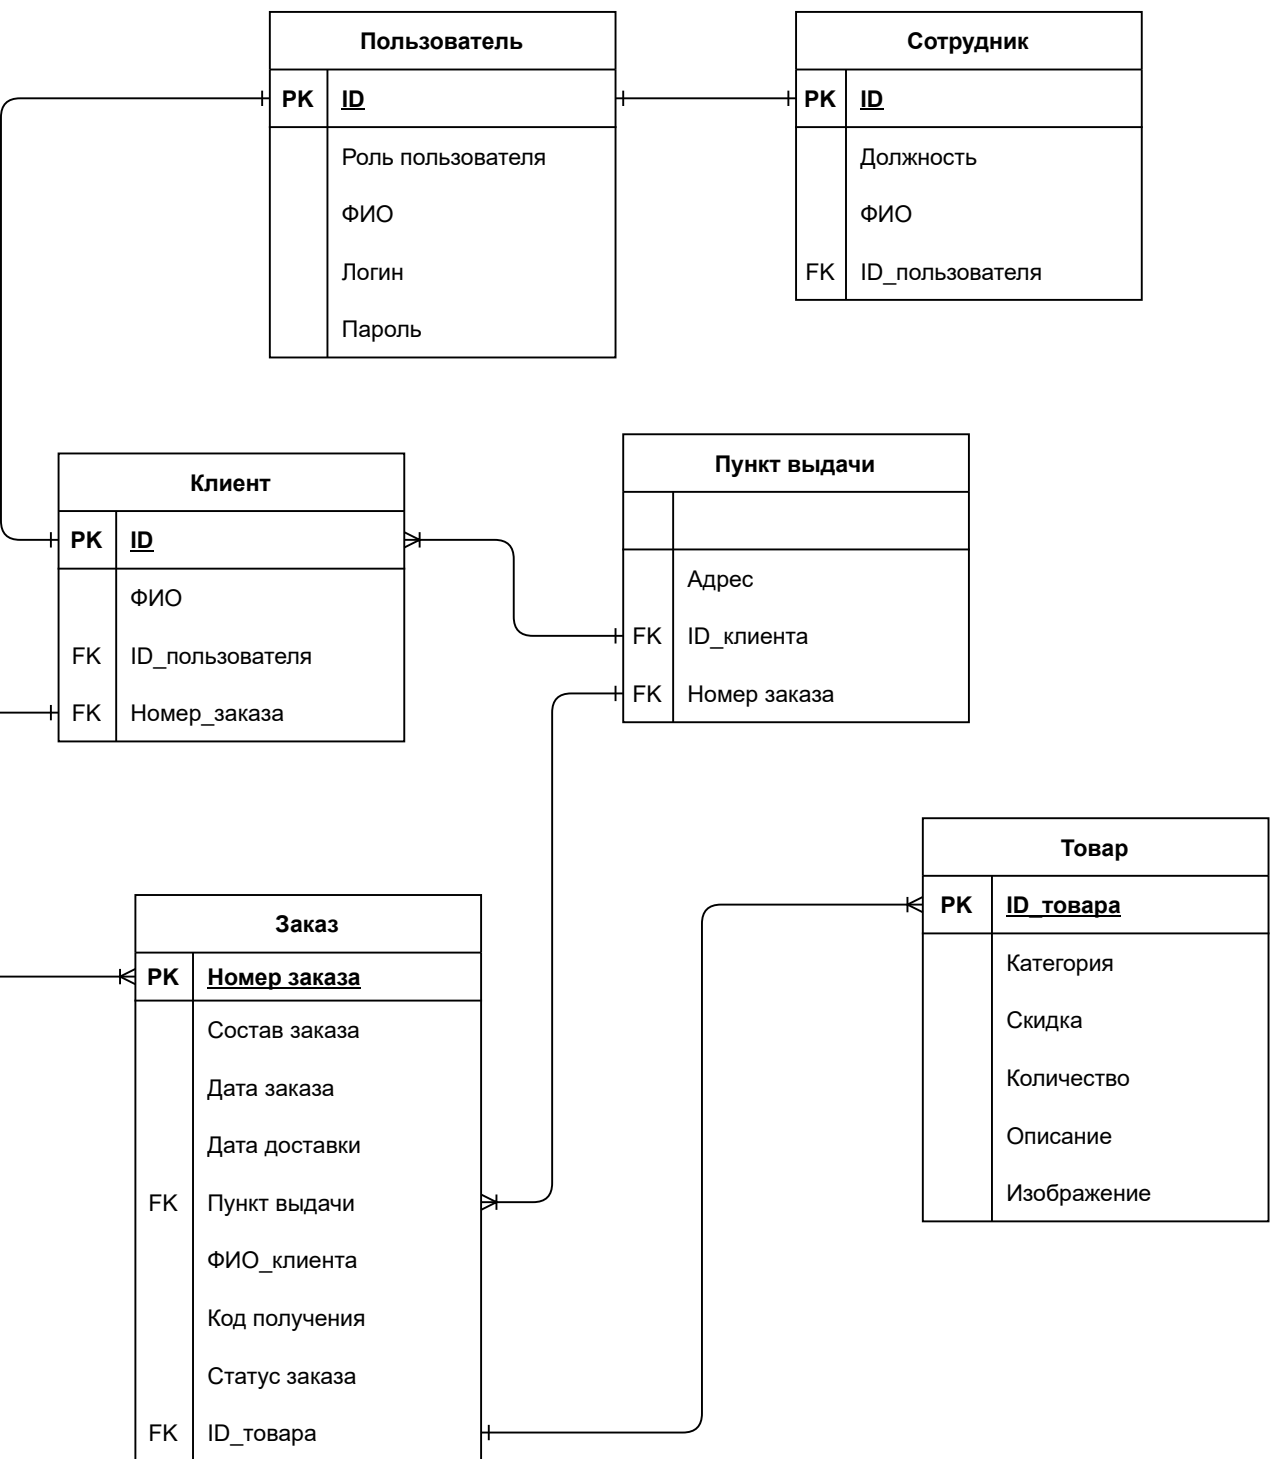 Пользователь
PK ID
Роль пользователя
ФИО
Логин
Пароль
Сотрудник
PK ID
Должность
ФИО
FK ID_пользователя
Клиент
PK ID
ФИО
FK ID_пользователя
FK Номер_заказа
Пункт выдачи
Адрес
FK ID_клиента
FK Номер заказа
Товар
PK ID_товара
Категория
Скидка
Количество
Описание
Изображение
Заказ
PK Номер заказа
Состав заказа
Дата заказа
Дата доставки
FK Пункт выдачи
ФИО_клиента
Код получения
Статус заказа
FK ID_товара